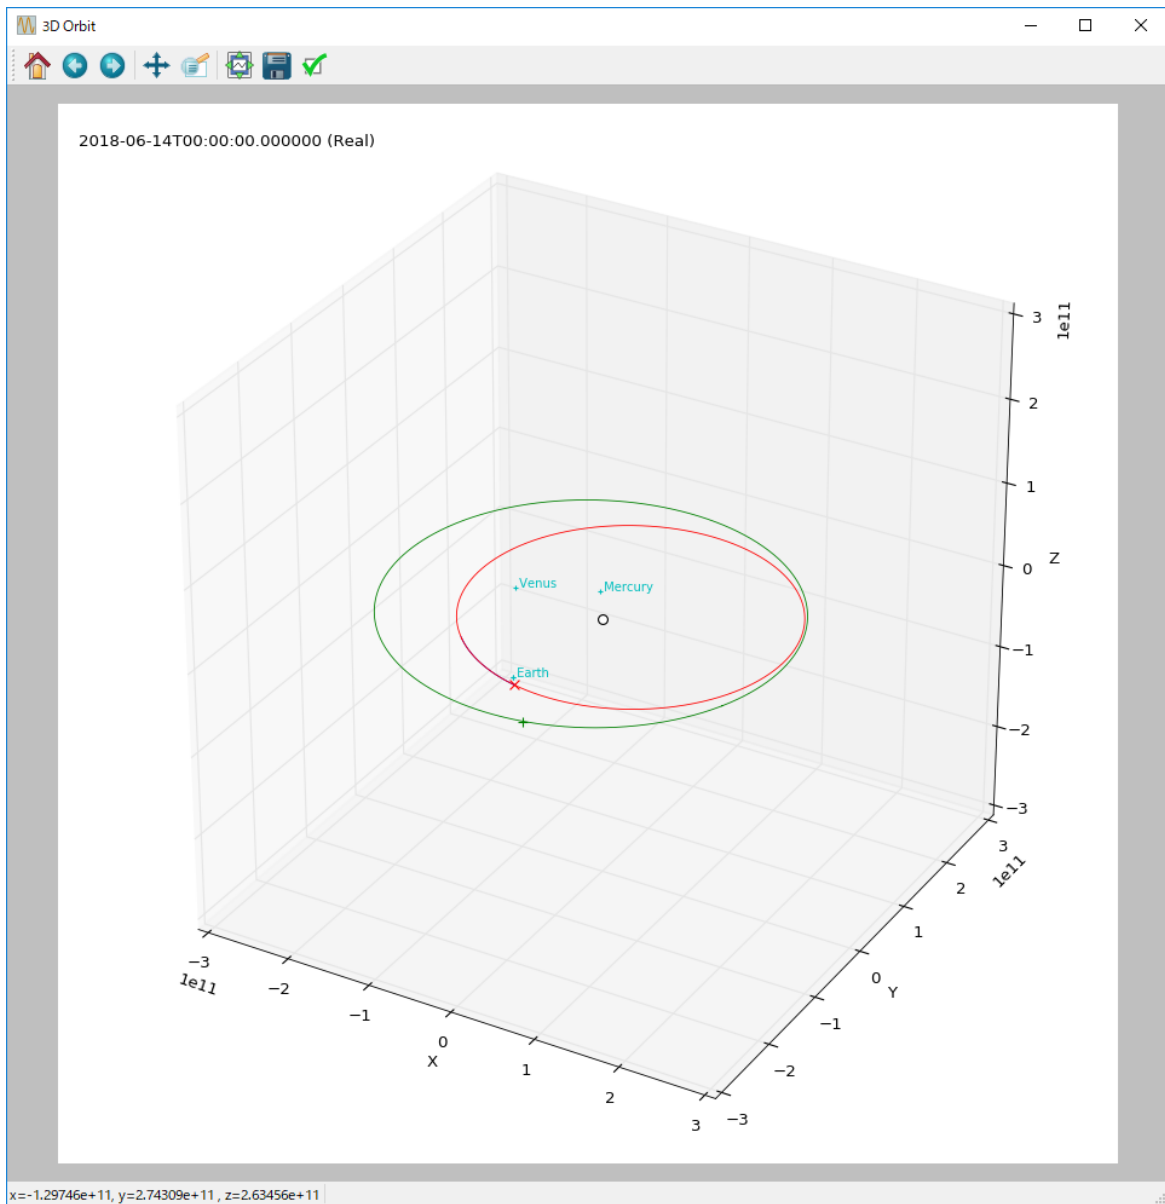 3D Orbit
2018-06-14T00:00:00.000000 (Real)
3
1e11
2
1
0
Z
−1
−2
−3
Venus
Mercury
Earth
3
1e11
2
1
0
Y
−1
−2
−3
−3
1e11
−2
−1
0
X
1
2
3
x=-1.29746e+11, y=2.74309e+11 , z=2.63456e+11